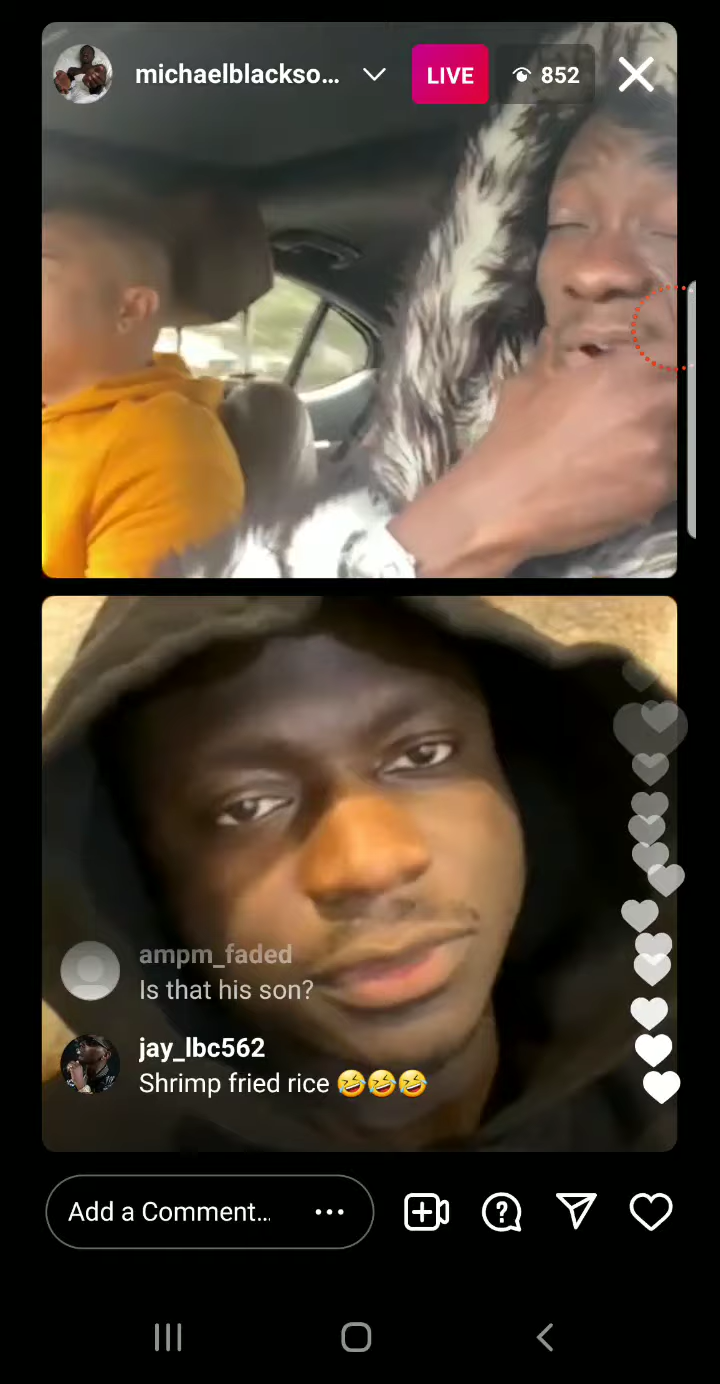 michaelblackso...
LIVE
852
ampm_faded
Is that his son?
jay_lbc562
Shrimp fried rice 🤣🤣🤣
Add a Comment...